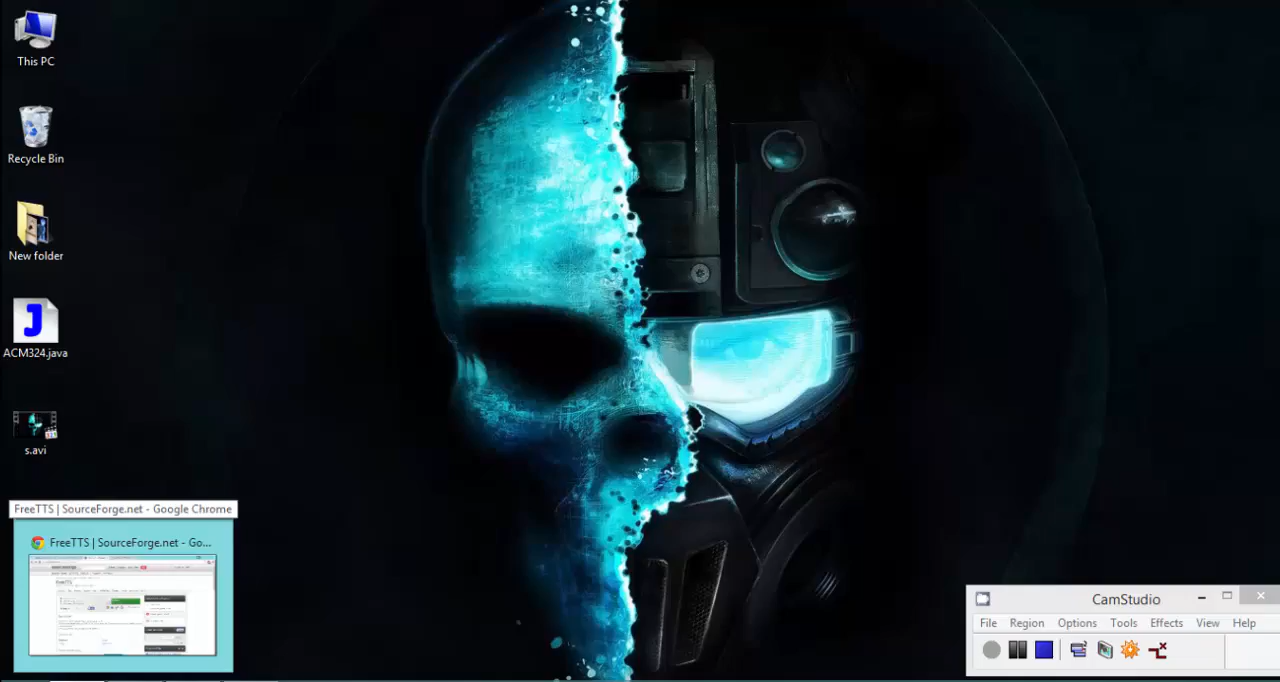 This PC
Recycle Bin
New folder
J
ACM324.java
s.avi
FreeTTS | SourceForge.net - Google Chrome
FreeTTS | SourceForge.net - Go...
CamStudio
File Region Options Tools Effects View Help